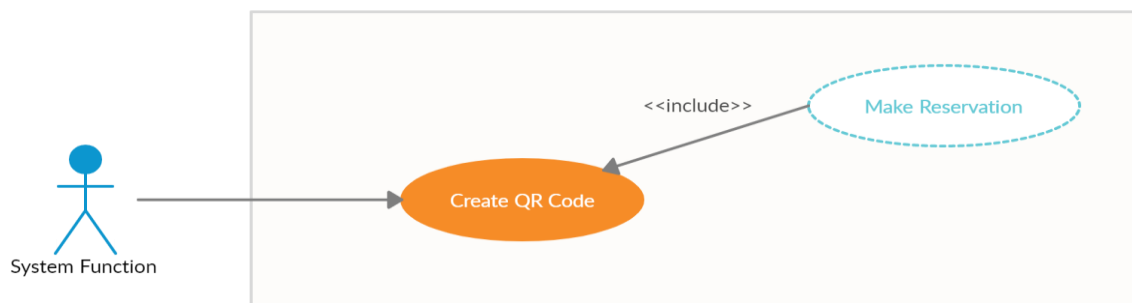 <<include>>
Make Reservation
Create QR Code
System Function